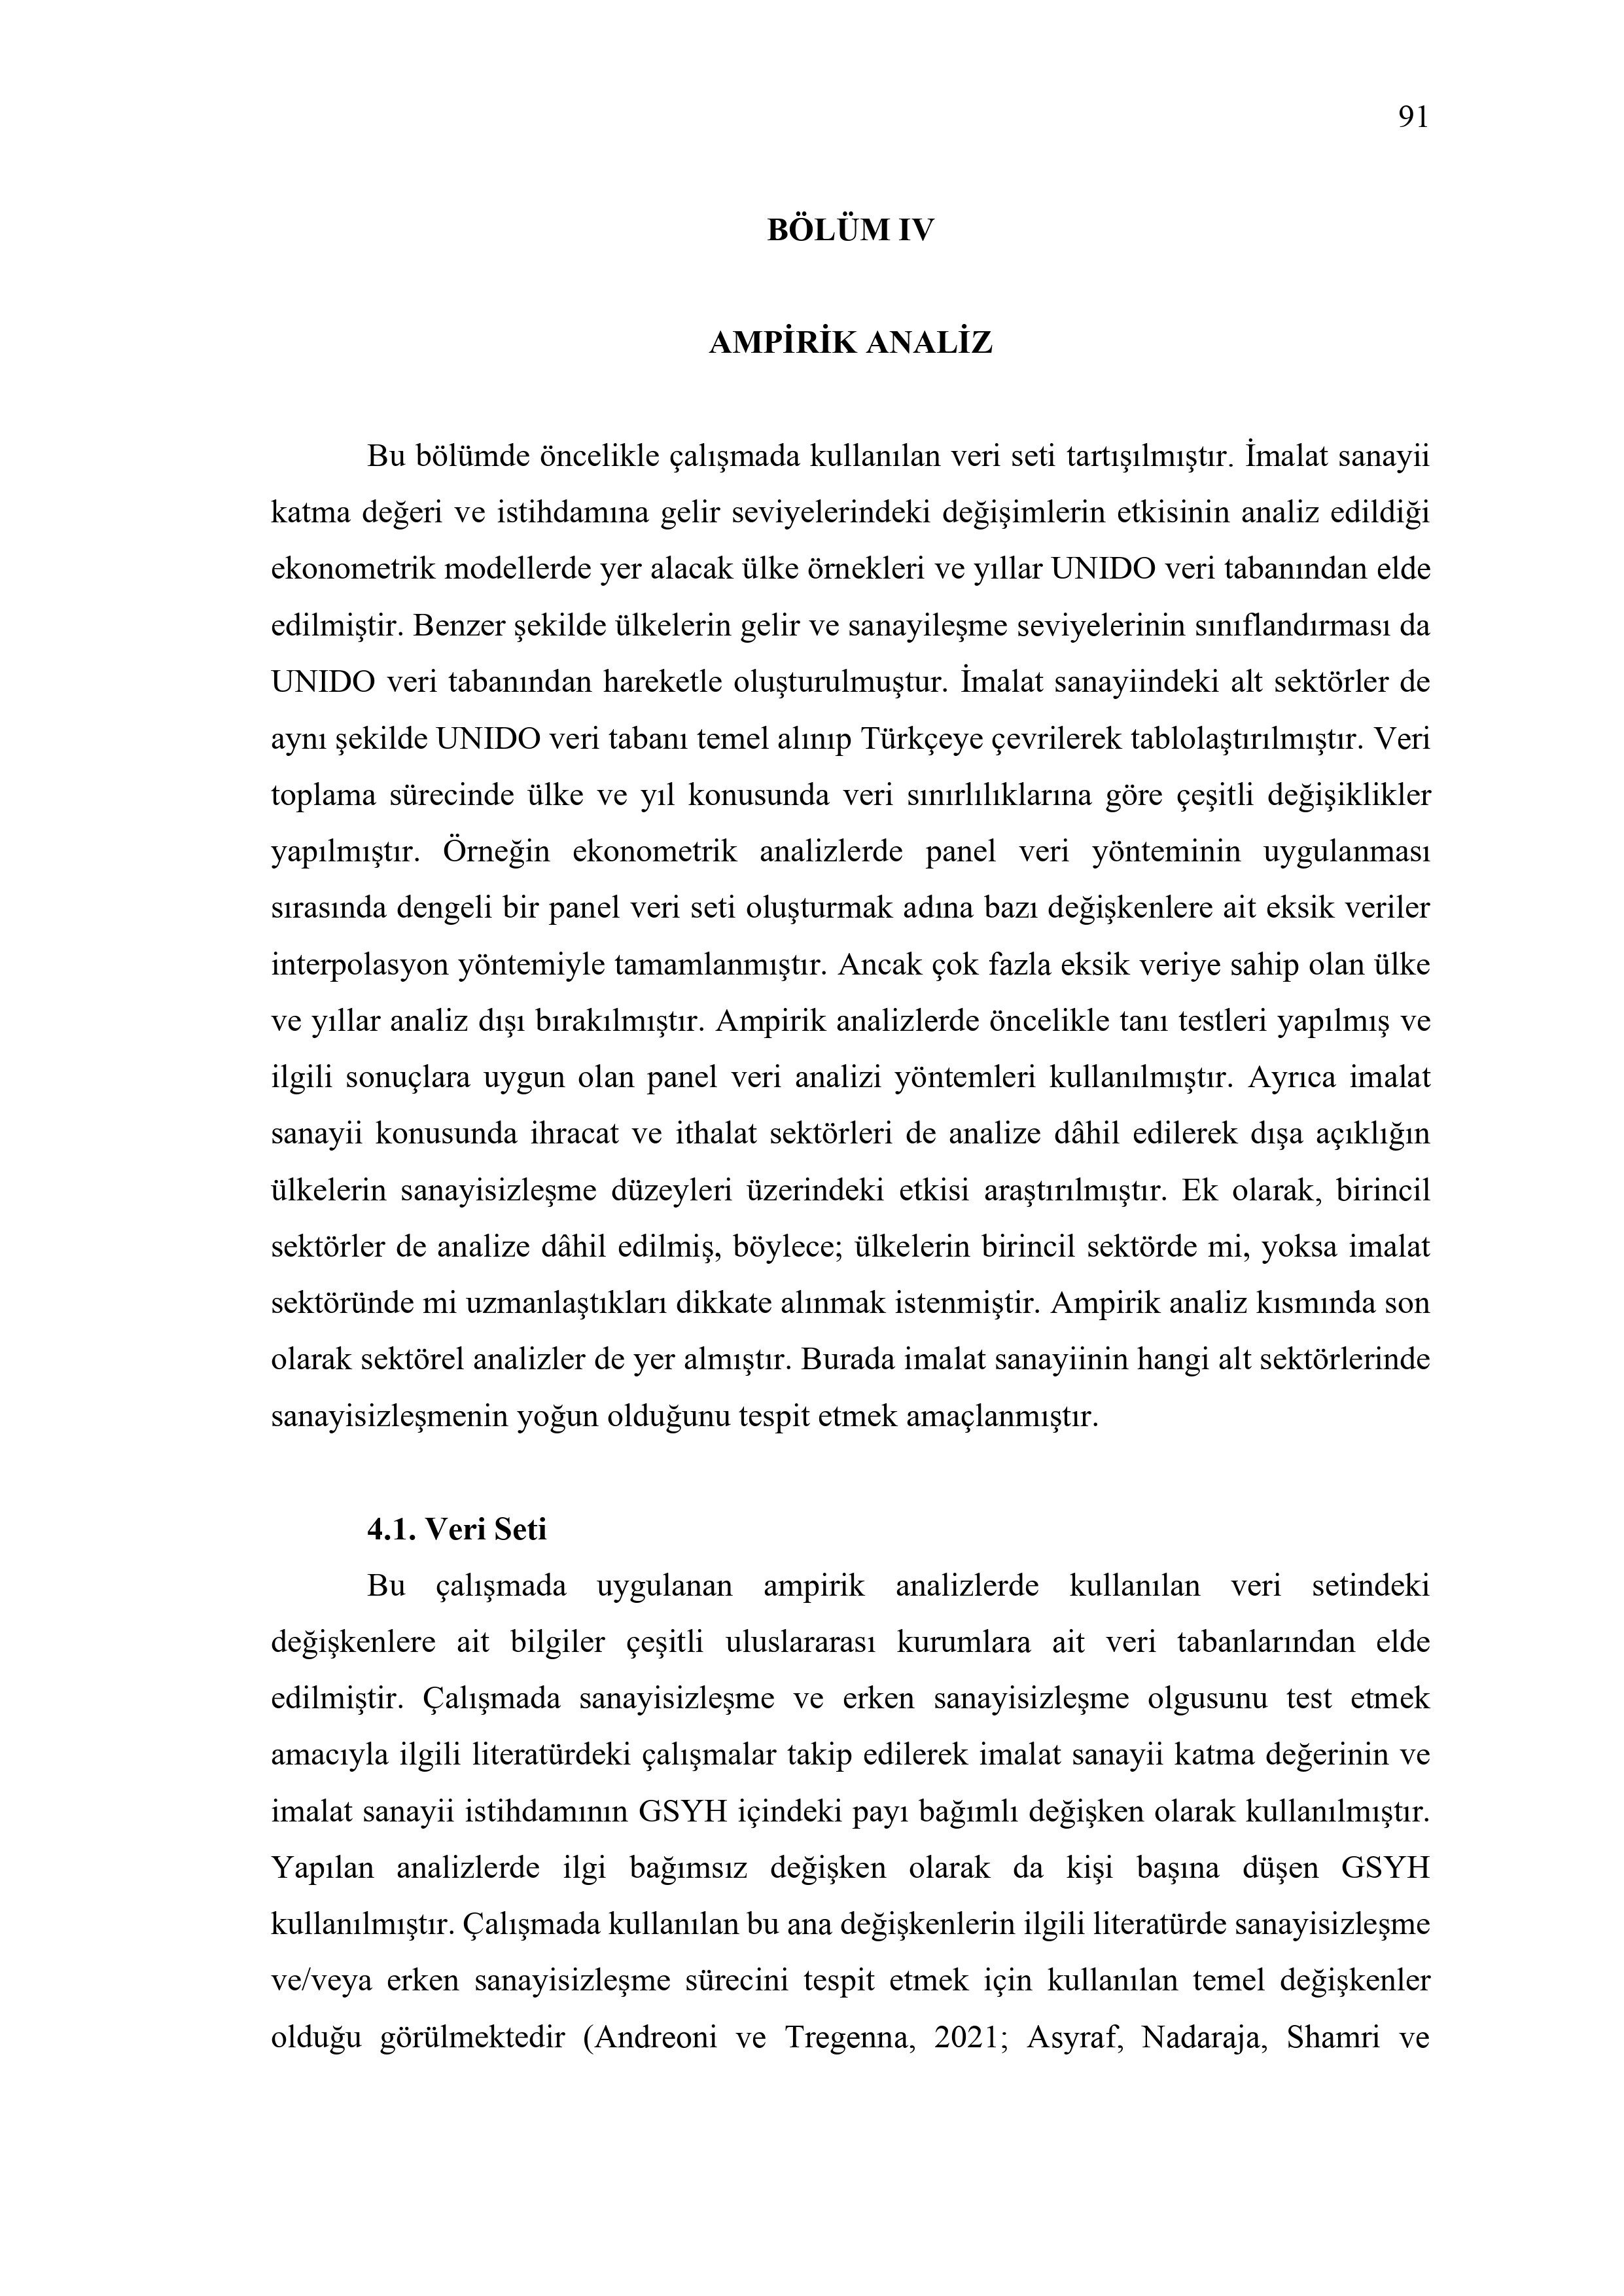 91
BÖLÜM IV
AMPİRİK ANALİZ
Bu bölümde öncelikle çalışmada kullanılan veri seti tartışılmıştır. İmalat sanayii
katma değeri ve istihdamına gelir seviyelerindeki değişimlerin etkisinin analiz edildiği
ekonometrik modellerde yer alacak ülke örnekleri ve yıllar UNIDO veri tabanından elde
edilmiştir. Benzer şekilde ülkelerin gelir ve sanayileşme seviyelerinin sınıflandırması da
UNIDO veri tabanından hareketle oluşturulmuştur. İmalat sanayiindeki alt sektörler de
aynı şekilde UNIDO veri tabanı temel alınıp Türkçeye çevrilerek tablolaştırılmıştır. Veri
toplama sürecinde ülke ve yıl konusunda veri sınırlılıklarına göre çeşitli değişiklikler
yapılmıştır. Örneğin ekonometrik analizlerde panel veri yönteminin uygulanması
sırasında dengeli bir panel veri seti oluşturmak adına bazı değişkenlere ait eksik veriler
interpolasyon yöntemiyle tamamlanmıştır. Ancak çok fazla eksik veriye sahip olan ülke
ve yıllar analiz dışı bırakılmıştır. Ampirik analizlerde öncelikle tanı testleri yapılmış ve
ilgili sonuçlara uygun olan panel veri analizi yöntemleri kullanılmıştır. Ayrıca imalat
sanayii konusunda ihracat ve ithalat sektörleri de analize dâhil edilerek dışa açıklığın
ülkelerin sanayisizleşme düzeyleri üzerindeki etkisi araştırılmıştır. Ek olarak, birincil
sektörler de analize dâhil edilmiş, böylece; ülkelerin birincil sektörde mi, yoksa imalat
sektöründe mi uzmanlaştıkları dikkate alınmak istenmiştir. Ampirik analiz kısmında son
olarak sektörel analizler de yer almıştır. Burada imalat sanayiinin hangi alt sektörlerinde
sanayisizleşmenin yoğun olduğunu tespit etmek amaçlanmıştır.
4.1. Veri Seti
Bu çalışmada uygulanan ampirik analizlerde kullanılan veri setindeki
değişkenlere ait bilgiler çeşitli uluslararası kurumlara ait veri tabanlarından elde
edilmiştir. Çalışmada sanayisizleşme ve erken sanayisizleşme olgusunu test etmek
amacıyla ilgili literatürdeki çalışmalar takip edilerek imalat sanayii katma değerinin ve
imalat sanayii istihdamının GSYH içindeki payı bağımlı değişken olarak kullanılmıştır.
Yapılan analizlerde ilgi bağımsız değişken olarak da kişi başına düşen GSYH
kullanılmıştır. Çalışmada kullanılan bu ana değişkenlerin ilgili literatürde sanayisizleşme
ve/veya erken sanayisizleşme sürecini tespit etmek için kullanılan temel değişkenler
olduğu görülmektedir (Andreoni ve Tregenna, 2021; Asyraf, Nadaraja, Shamri ve